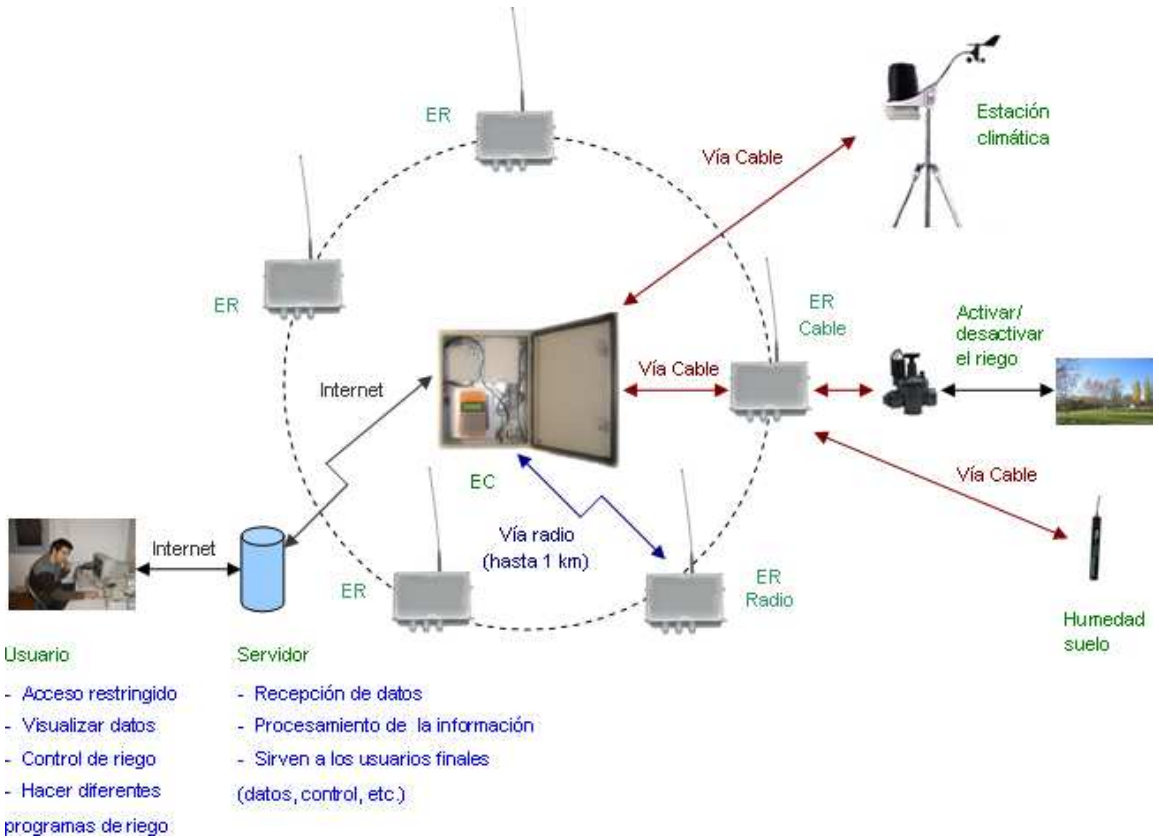 ER
Estación
climática
Vía Cable
ER
ER
Cable
Activar/
desactivar
el riego
Internet
Vía Cable
EC
Vía Cable
Internet
Vía radio
(hasta 1 km)
ER
ER
Radio
Humedad
suelo
Usuario
- Acceso restringido
- Visualizar datos
- Control de riego
- Hacer diferentes
programas de riego
Servidor
- Recepción de datos
- Procesamiento de la información
- Sirven a los usuarios finales
(datos, control, etc.)